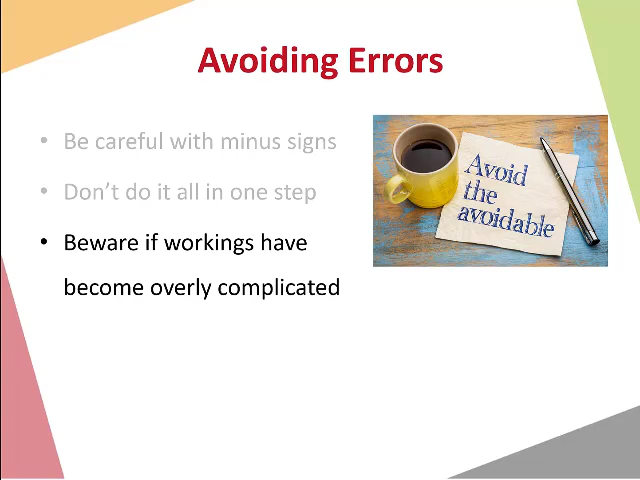 Avoiding Errors
• Be careful with minus signs
• Don't do it all in one step
• Beware if workings have
become overly complicated
Avoid
the
avoidable